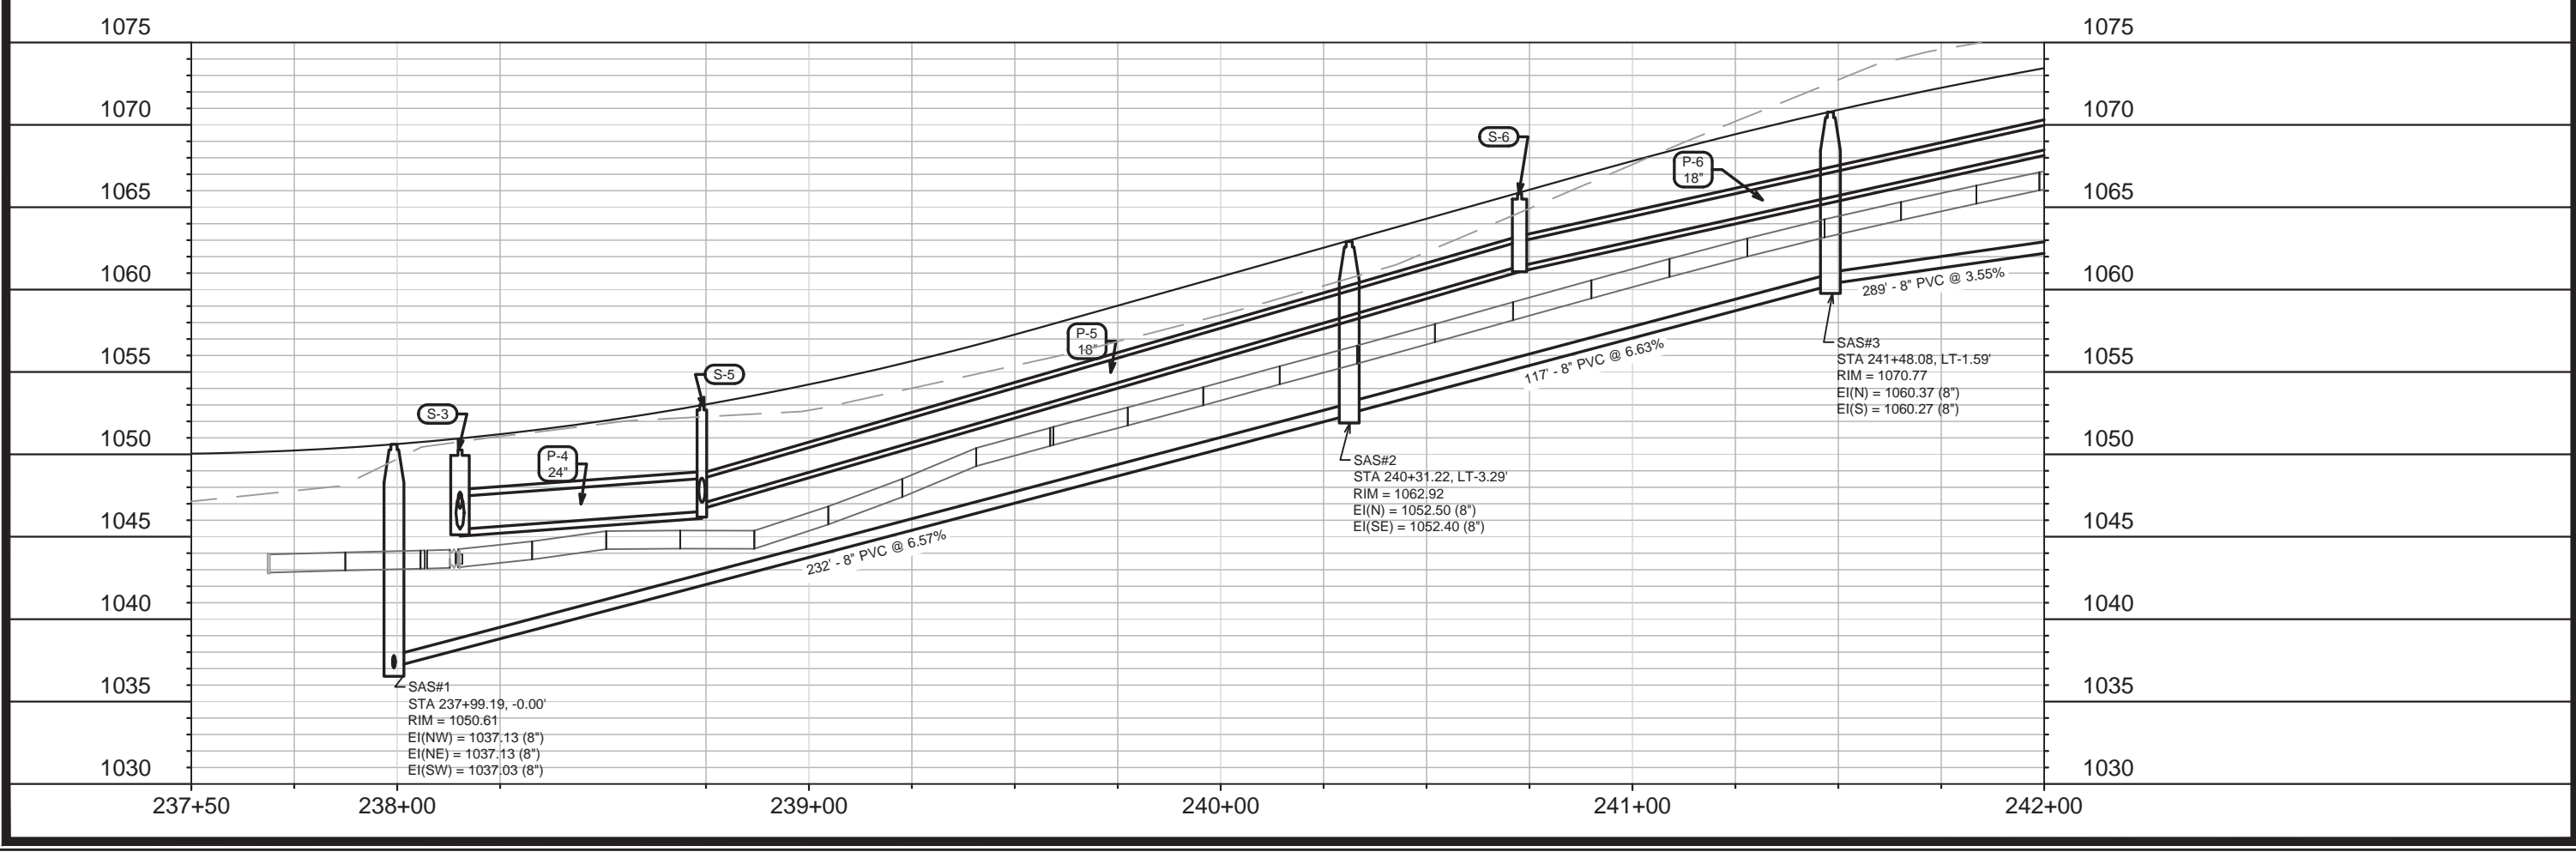 1075
1075
1070
1070
S-6
P-6
18"
1065
1065
1060
1060
289' - 8" PVC @ 3.55%
P-5
18"
1055
1055
SAS#3
STA 241+48.08, LT-1.59'
RIM = 1070.77
EI(N) = 1060.37 (8")
EI(S) = 1060.27 (8")
117' - 8" PVC @ 6.63%
S-5
S-3
1050
1050
P-4
24"
SAS#2
STA 240+31.22, LT-3.29'
RIM = 1062.92
EI(N) = 1052.50 (8")
EI(SE) = 1052.40 (8")
1045
1045
232' - 8" PVC @ 6.57%
1040
1040
1035
1035
SAS#1
STA 237+99.19, -0.00'
RIM = 1050.61
EI(NW) = 1037.13 (8")
EI(NE) = 1037.13 (8")
EI(SW) = 1037.03 (8")
1030
1030
237+50 238+00 239+00 240+00 241+00 242+00